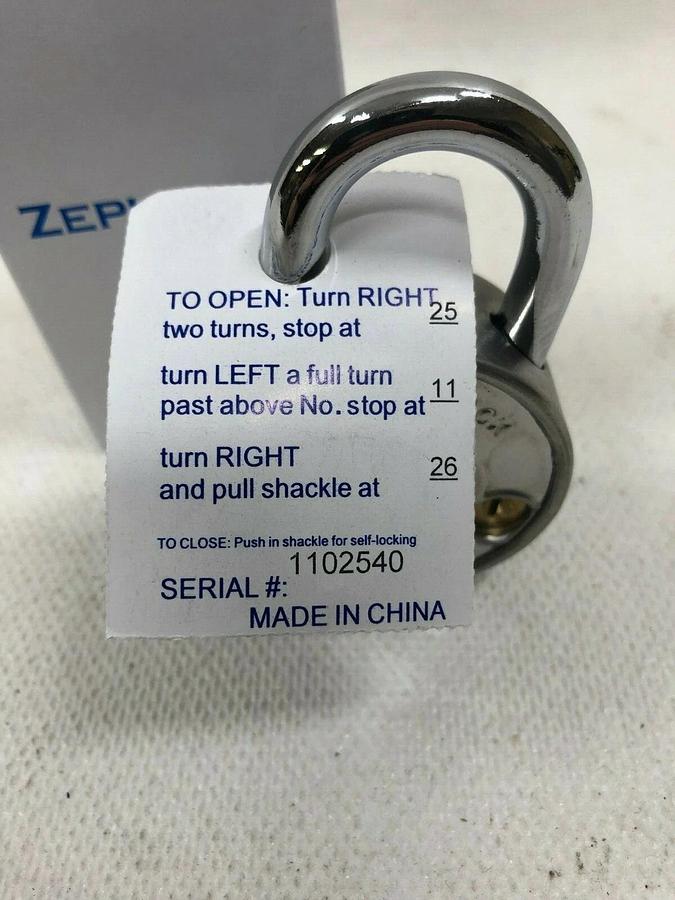 ZEP
TO OPEN: Turn RIGHT 25
two turns, stop at
turn LEFT a full turn
past above No. stop at 11
turn RIGHT
and pull shackle at 26
TO CLOSE: Push in shackle for self-locking
1102540
SERIAL #:
MADE IN CHINA